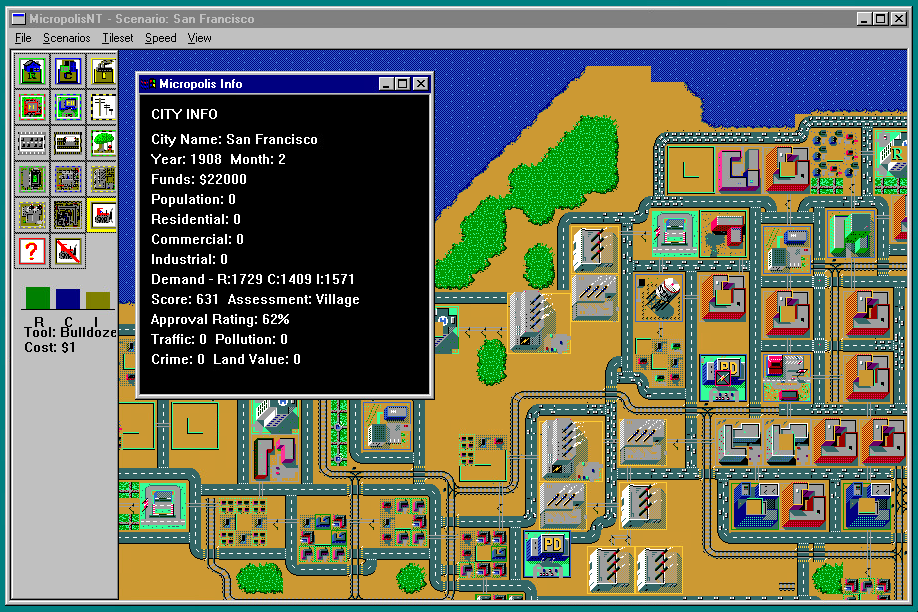 MicropolisNT - Scenario: San Francisco
File Scenarios Tileset Speed View
Micropolis Info
CITY INFO
City Name: San Francisco
Year: 1908 Month: 2
Funds: $22000
Population: 0
Residential: 0
Commercial: 0
Industrial: 0
Demand - R:1729 C:1409 I:1571
Score: 631 Assessment: Village
Approval Rating: 62%
Traffic: 0 Pollution: 0
Crime: 0 Land Value: 0
R C I
Tool: Bulldoze
Cost: $1
R
C
?
R
PD
PD